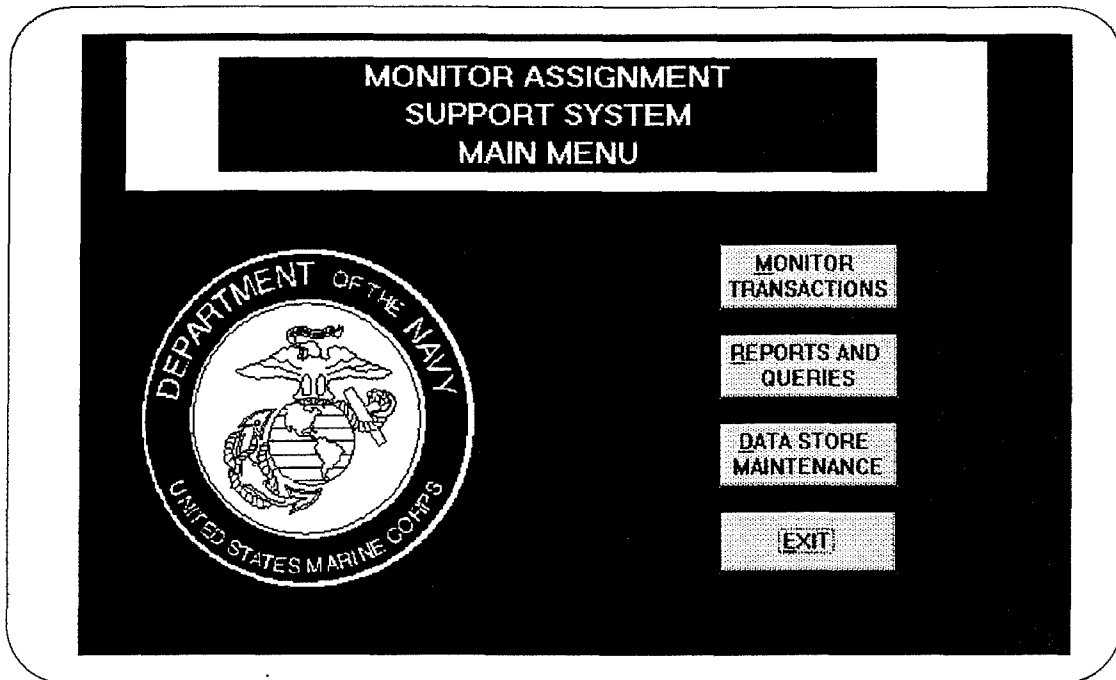 MONITOR ASSIGNMENT
SUPPORT SYSTEM
MAIN MENU
DEPARTMENT OF THE NAVY
UNITED STATES MARINE CORPS
MONITOR
TRANSACTIONS
REPORTS AND
QUERIES
DATA STORE
MAINTENANCE
EXIT